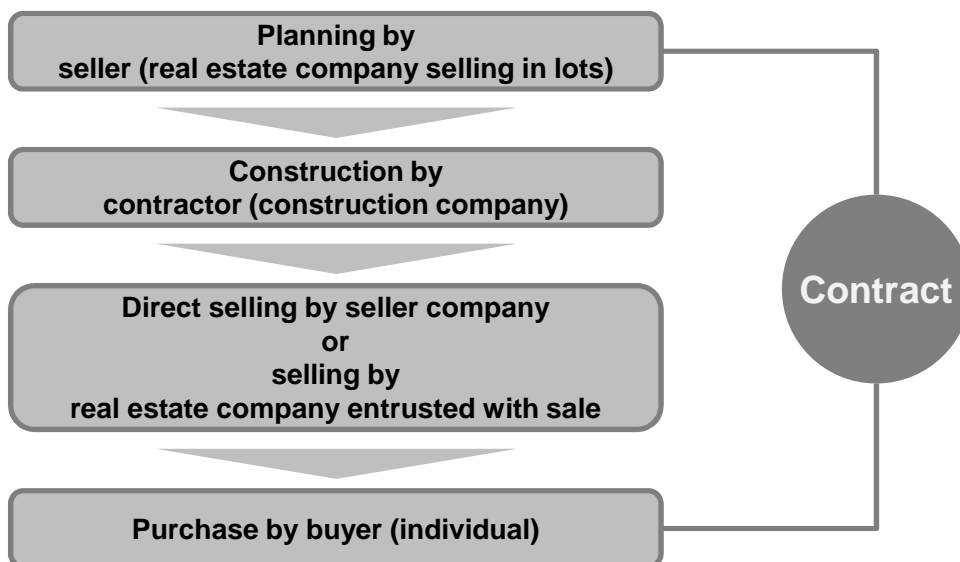 Planning by
seller (real estate company selling in lots)
Construction by
contractor (construction company)
Direct selling by seller company
or
selling by
real estate company entrusted with sale
Purchase by buyer (individual)
Contract